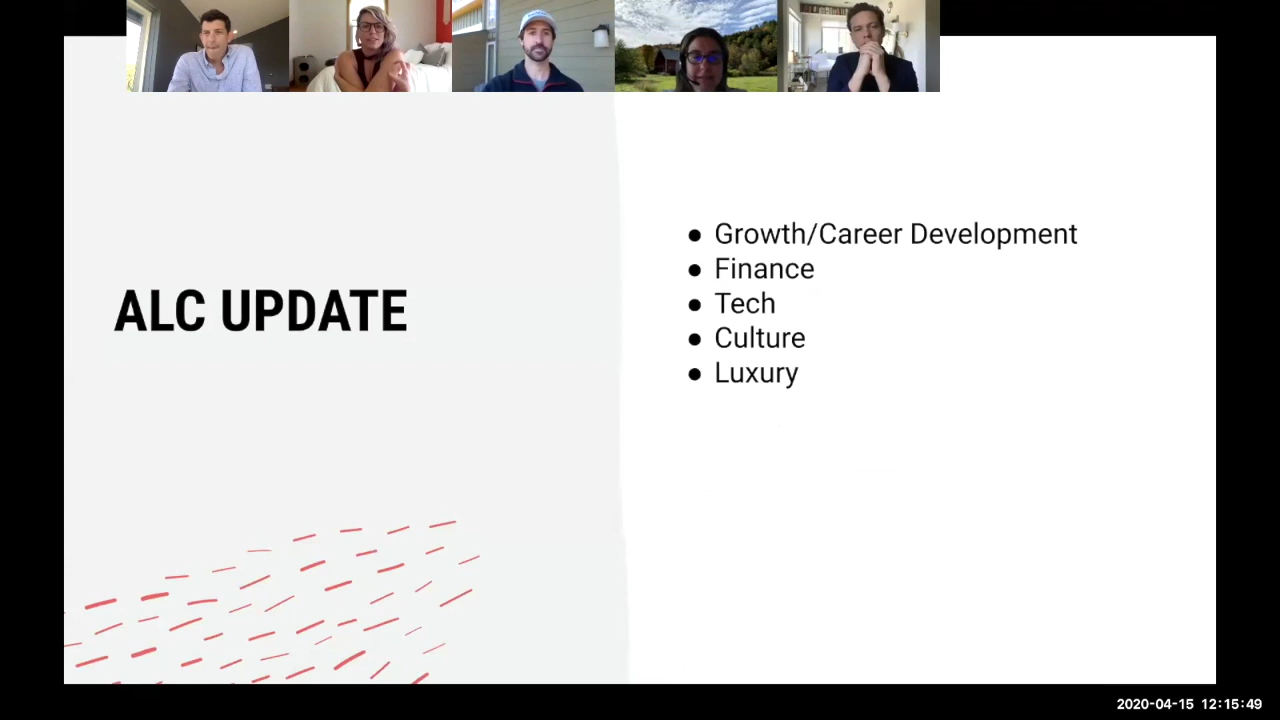 ALC UPDATE
● Growth/Career Development
● Finance
● Tech
● Culture
● Luxury
2020-04-15 12:15:49